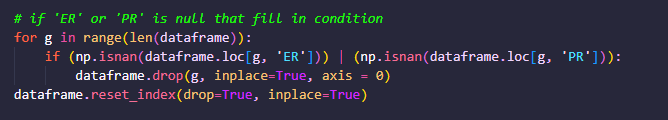 # if 'ER' or 'PR' is null that fill in condition
for g in range(len(dataframe)):
    if (np.isnan(dataframe.loc[g, 'ER'])) | (np.isnan(dataframe.loc[g, 'PR'])):
        dataframe.drop(g, inplace=True, axis = 0)
dataframe.reset_index(drop=True, inplace=True)